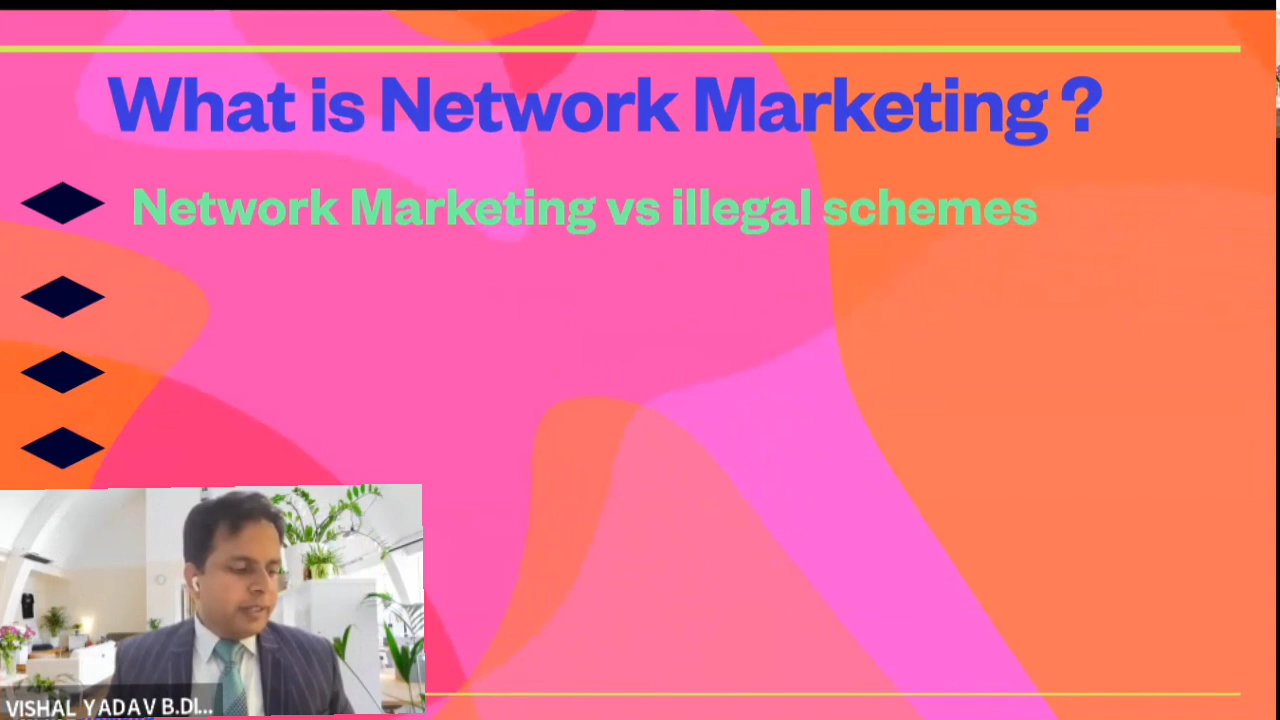 What is Network Marketing ?
Network Marketing vs illegal schemes
VISHAL YADAV B.DI...